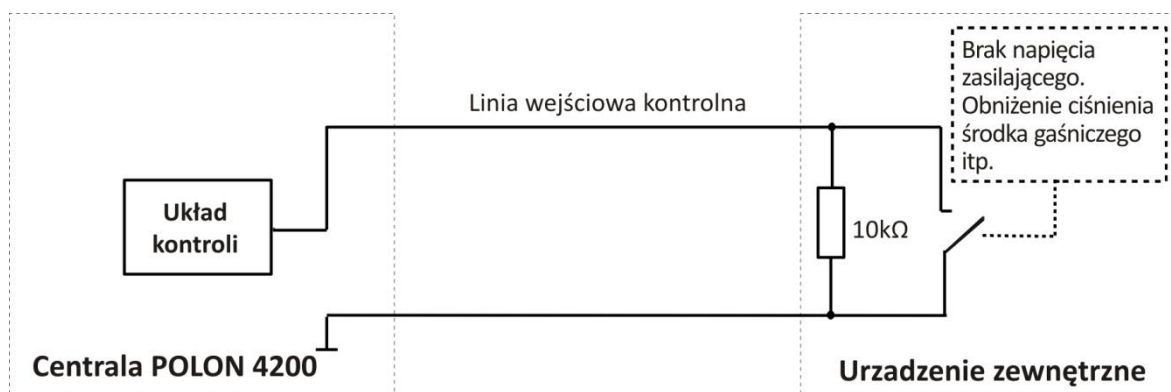 Brak napięcia
zasilającego.
Obniżenie ciśnienia
środka gaśniczego
itp.
Linia wejściowa kontrolna
Układ
kontroli
10kΩ
Centrala POLON 4200
Urzadzenie zewnętrzne